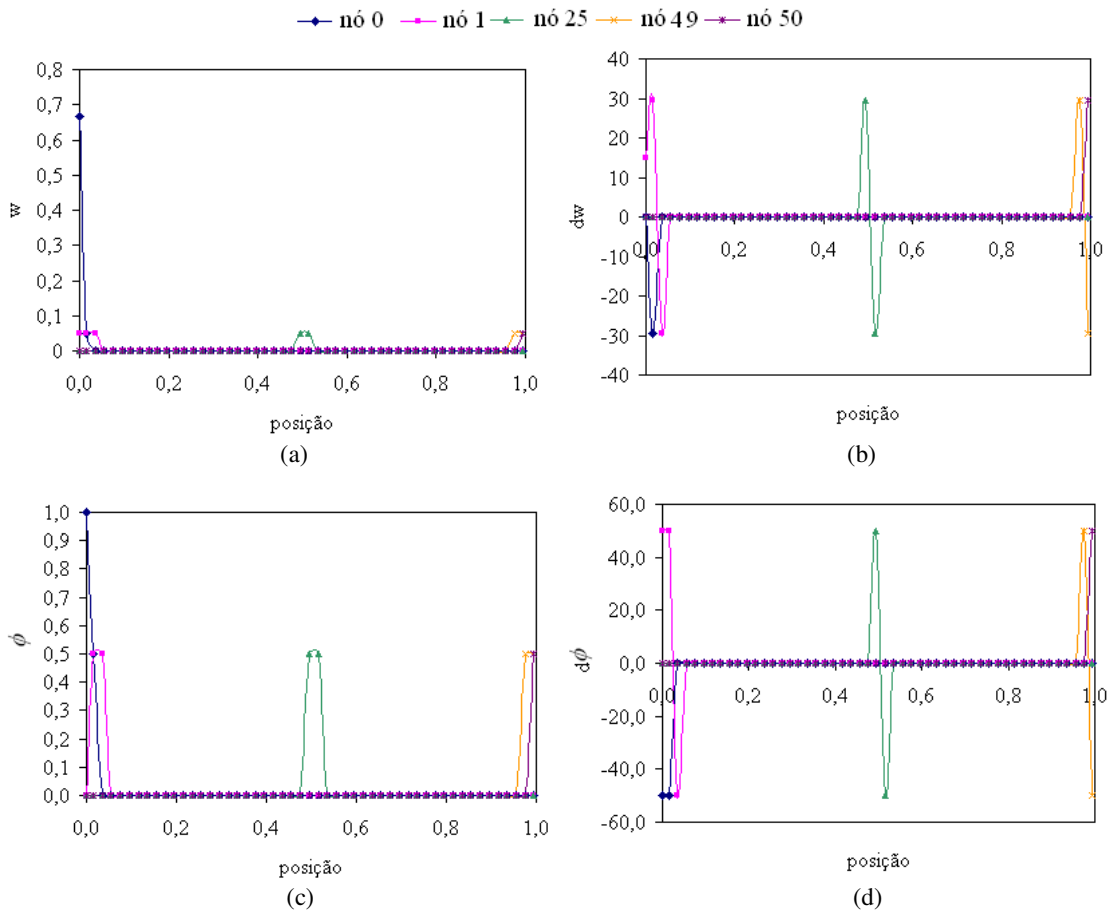 nó 0 nó 1 nó 25 nó 49 nó 50
0,8
0,7
0,6
0,5
0,4
0,3
0,2
0,1
0
w
0,0 0,2 0,4 0,6 0,8 1,0
posição
(a)
40
30
20
10
0
-10
-20
-30
-40
dw
0,0 0,2 0,4 0,6 0,8 1,0
posição
(b)
1,0
0,9
0,8
0,7
0,6
0,5
0,4
0,3
0,2
0,1
0,0
ϕ
0,0 0,2 0,4 0,6 0,8 1,0
posição
(c)
60,0
40,0
20,0
0,0
-20,0
-40,0
-60,0
dϕ
0,0 0,2 0,4 0,6 0,8 1,0
posição
(d)